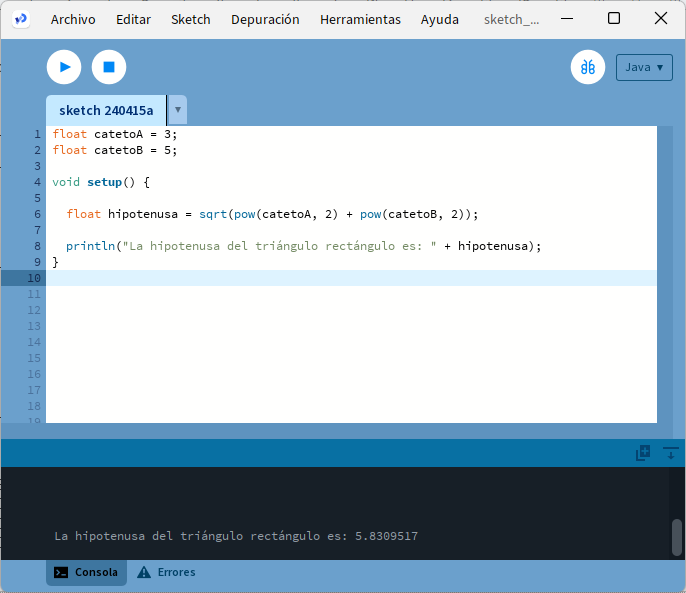 Archivo Editar Sketch Depuración Herramientas Ayuda sketch_...
Java ▾
sketch 240415a ▾
1 float catetoA = 3;
2 float catetoB = 5;
3
4 void setup() {
5
6   float hipotenusa = sqrt(pow(catetoA, 2) + pow(catetoB, 2));
7
8   println("La hipotenusa del triángulo rectángulo es: " + hipotenusa);
9 }
10
11
12
13
14
15
16
17
18
19
La hipotenusa del triángulo rectángulo es: 5.8309517
Consola Errores